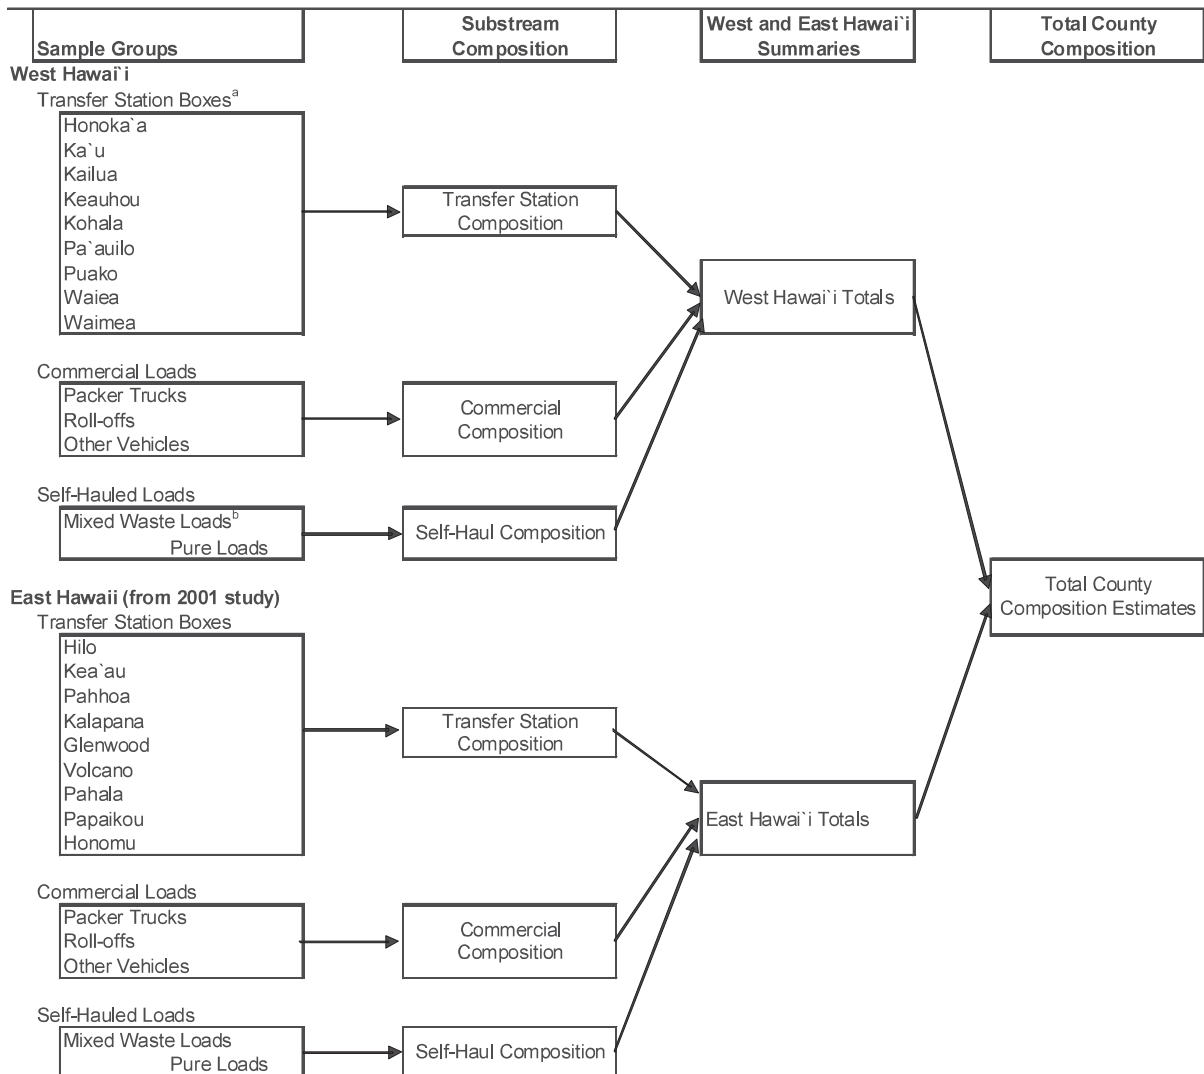 Sample Groups
Substream
Composition
West and East Hawai`i
Summaries
Total County
Composition
West Hawai`i
Transfer Station Boxesa
Honoka`a
Ka`u
Kailua
Keauhou
Kohala
Pa`auilo
Puako
Waiea
Waimea
Transfer Station
Composition
West Hawai`i Totals
Commercial Loads
Packer Trucks
Roll-offs
Other Vehicles
Commercial
Composition
Self-Hauled Loads
Mixed Waste Loadsb
Pure Loads
Self-Haul Composition
Total County
Composition Estimates
East Hawaii (from 2001 study)
Transfer Station Boxes
Hilo
Kea`au
Pahhoa
Kalapana
Glenwood
Volcano
Pahala
Papaikou
Honomu
Transfer Station
Composition
East Hawai`i Totals
Commercial Loads
Packer Trucks
Roll-offs
Other Vehicles
Commercial
Composition
Self-Hauled Loads
Mixed Waste Loads
Pure Loads
Self-Haul Composition